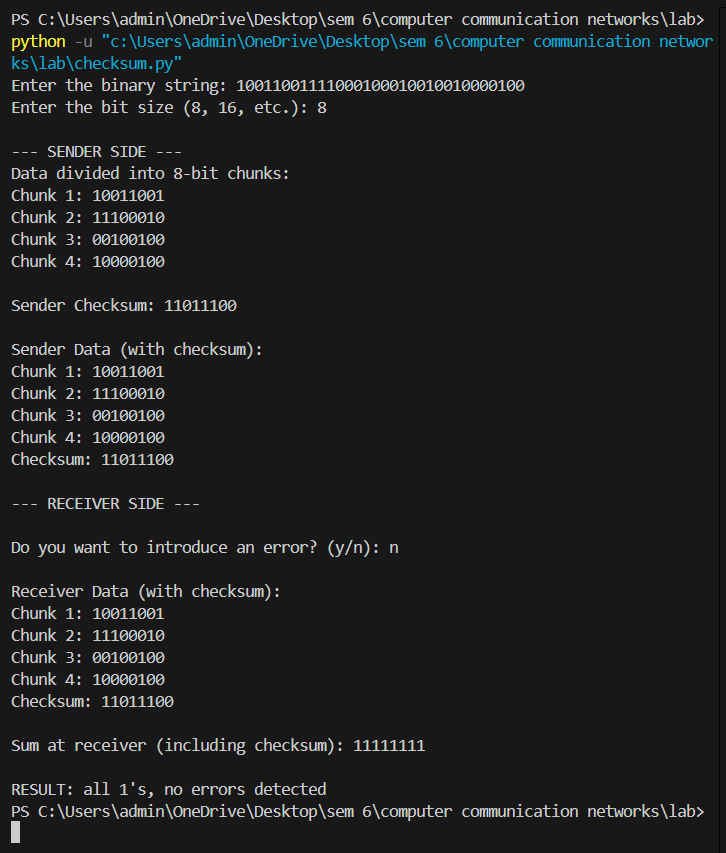 PS C:\Users\admin\OneDrive\Desktop\sem 6\computer communication networks\lab>
python -u "c:\Users\admin\OneDrive\Desktop\sem 6\computer communication networ
ks\lab\checksum.py"
Enter the binary string: 10011001111000100010010010000100
Enter the bit size (8, 16, etc.): 8
--- SENDER SIDE ---
Data divided into 8-bit chunks:
Chunk 1: 10011001
Chunk 2: 11100010
Chunk 3: 00100100
Chunk 4: 10000100
Sender Checksum: 11011100
Sender Data (with checksum):
Chunk 1: 10011001
Chunk 2: 11100010
Chunk 3: 00100100
Chunk 4: 10000100
Checksum: 11011100
--- RECEIVER SIDE ---
Do you want to introduce an error? (y/n): n
Receiver Data (with checksum):
Chunk 1: 10011001
Chunk 2: 11100010
Chunk 3: 00100100
Chunk 4: 10000100
Checksum: 11011100
Sum at receiver (including checksum): 11111111
RESULT: all 1's, no errors detected
PS C:\Users\admin\OneDrive\Desktop\sem 6\computer communication networks\lab>